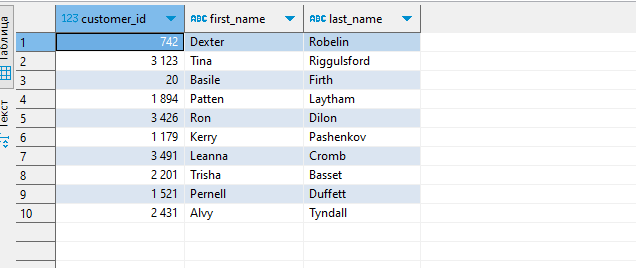 123 customer_id ABC first_name ABC last_name
1 742 Dexter Robelin
2 3 123 Tina Riggulsford
3 20 Basile Firth
4 1 894 Patten Laytham
5 3 426 Ron Dilon
6 1 179 Kerry Pashenkov
7 3 491 Leanna Cromb
8 2 201 Trisha Basset
9 1 521 Pernell Duffett
10 2 431 Alvy Tyndall
Таблица
Текст